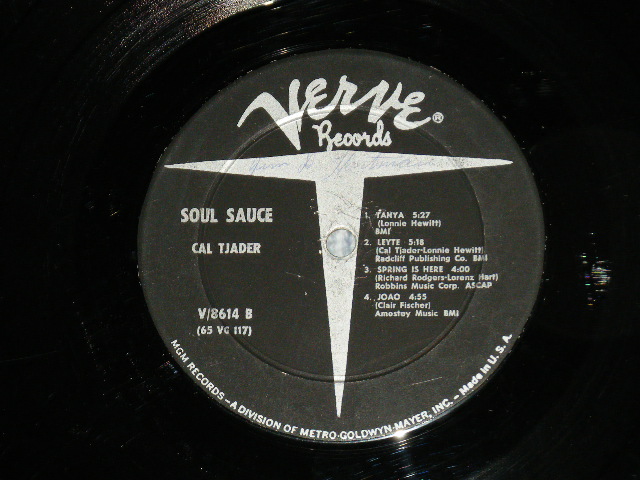 Verve®
Records
SOUL SAUCE
CAL TJADER
V/8614 B
(65 VG 117)
1. TANYA 5:27
(Lonnie Hewitt)
BMI
2. LEYTE 5:18
(Cal Tjader-Lonnie Hewitt)
Radcliff Publishing Co. BMI
3. SPRING IS HERE 4:00
(Richard Rodgers-Lorenz Hart)
Robbins Music Corp. ASCAP
4. JOAO 4:55
(Clair Fischer)
Amostay Music BMI
MGM RECORDS—A DIVISION OF METRO-GOLDWYN-MAYER, INC.—Made in U.S.A.